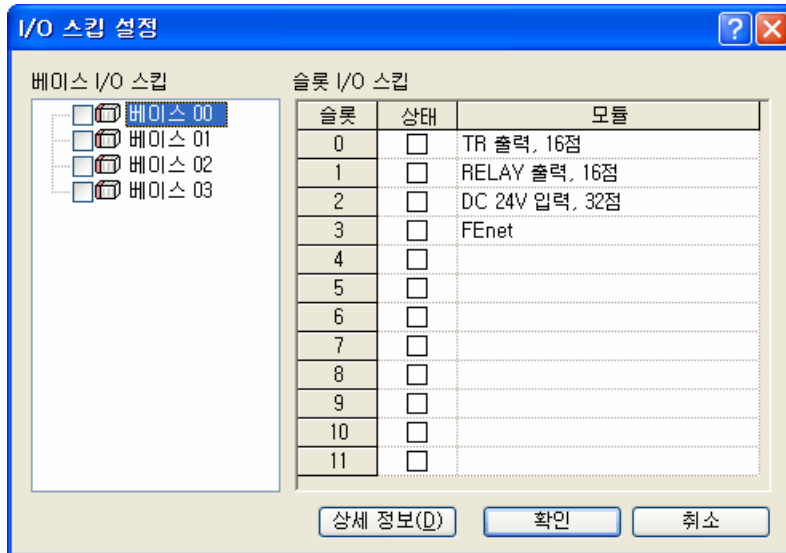 I/O 스킵 설정
베이스 I/O 스킵
베이스 00
베이스 01
베이스 02
베이스 03
슬롯 I/O 스킵
슬롯 상태 모듈
0 TR 출력, 16점
1 RELAY 출력, 16점
2 DC 24V 입력, 32점
3 FEnet
4
5
6
7
8
9
10
11
상세 정보(D) 확인 취소